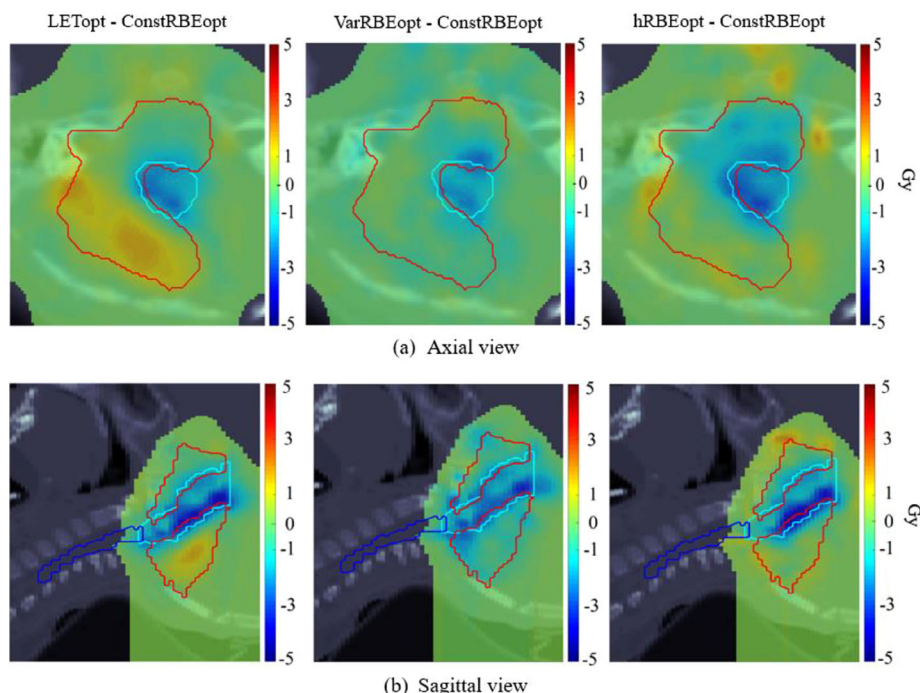 LETopt - ConstRBEopt VarRBEopt - ConstRBEopt hRBEopt - ConstRBEopt
5 5 5
3 3 3
1 1 1
0 0 0
-1 -1 -1
-3 -3 -3
-5 -5 -5
Gy
(a) Axial view
5 5 5
3 3 3
1 1 1
0 0 0
-1 -1 -1
-3 -3 -3
-5 -5 -5
Gy
(b) Sagittal view